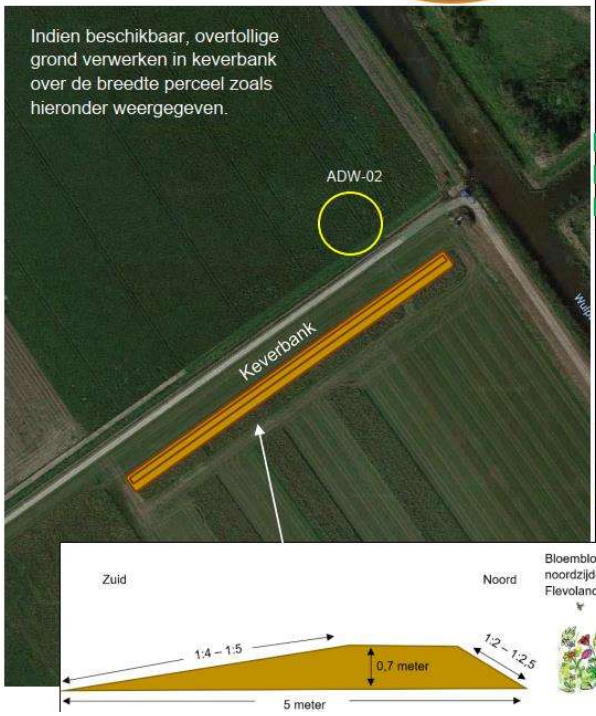 Indien beschikbaar, overtollige
grond verwerken in keverbank
over de breedte perceel zoals
hieronder weergegeven.
ADW-02
Keverbank
Zuid
Noord
1:4 – 1:5
0,7 meter
1:2 – 1:2,5
5 meter